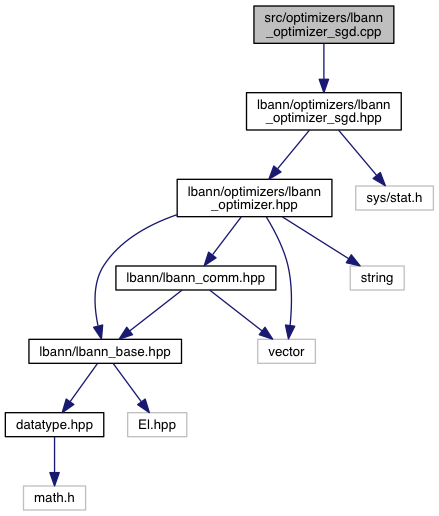 src/optimizers/lbann
_optimizer_sgd.cpp
lbann/optimizers/lbann
_optimizer_sgd.hpp
lbann/optimizers/lbann
_optimizer.hpp
sys/stat.h
lbann/lbann_comm.hpp
string
lbann/lbann_base.hpp
vector
datatype.hpp
El.hpp
math.h